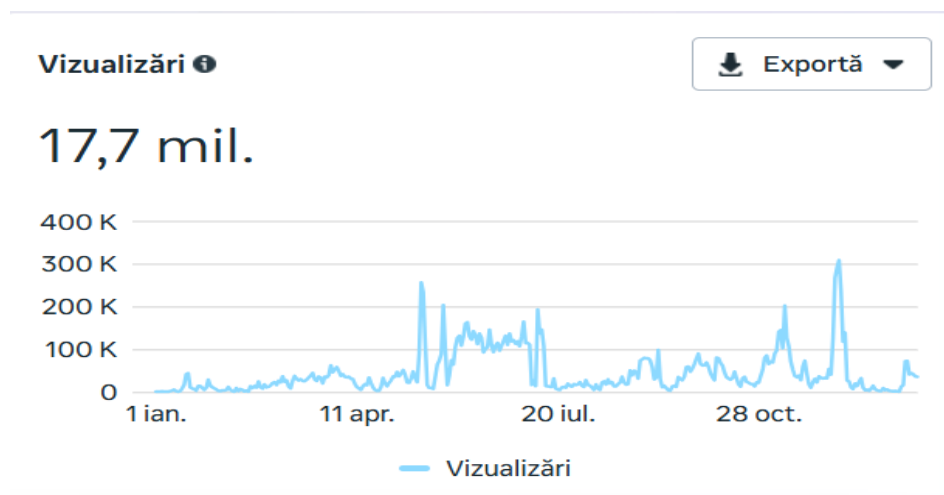 Vizualizări
Exportă
17,7 mil.
400 K
300 K
200 K
100 K
0
1 ian. 11 apr. 20 iul. 28 oct.
Vizualizări